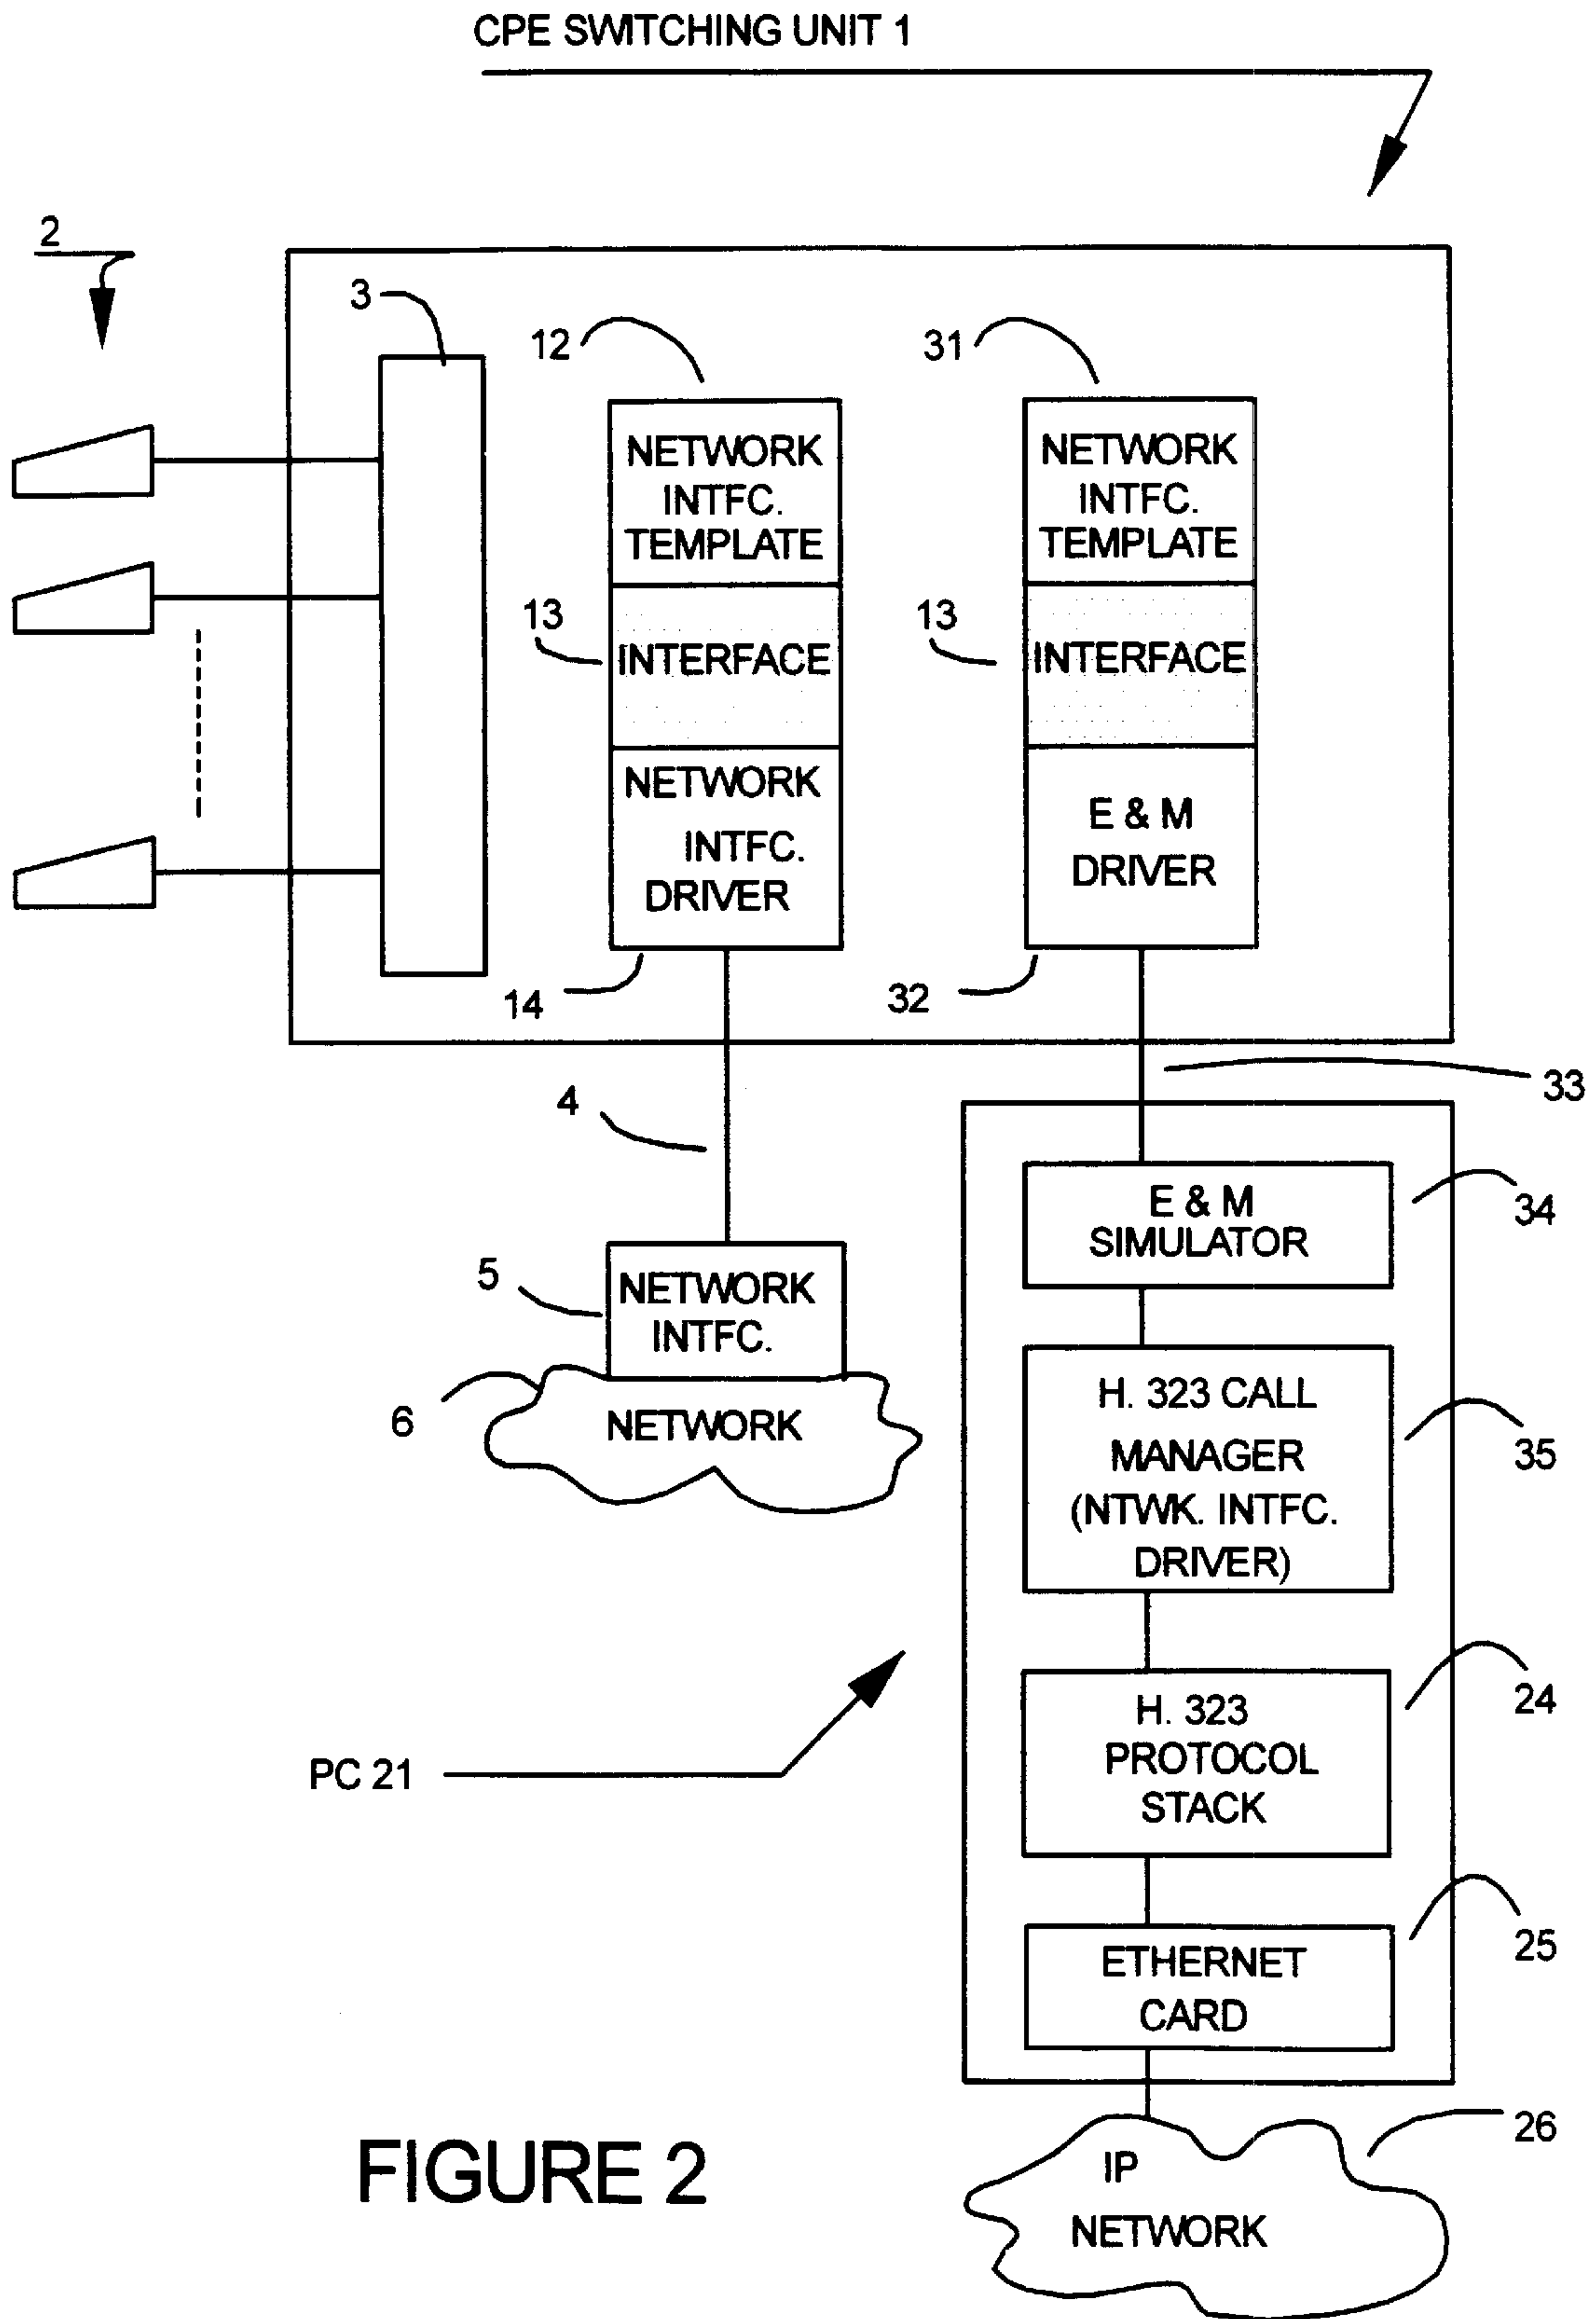 CPE SWITCHING UNIT 1
2
3
12
31
NETWORK
INTFC.
TEMPLATE
NETWORK
INTFC.
TEMPLATE
13
INTERFACE
13
INTERFACE
NETWORK
INTFC.
DRIVER
E & M
DRIVER
14
32
33
4
E & M
SIMULATOR
34
5
NETWORK
INTFC.
6
NETWORK
H. 323 CALL
MANAGER
(NTWK. INTFC.
DRIVER)
35
PC 21
H. 323
PROTOCOL
STACK
24
ETHERNET
CARD
25
FIGURE 2
IP
NETWORK
26